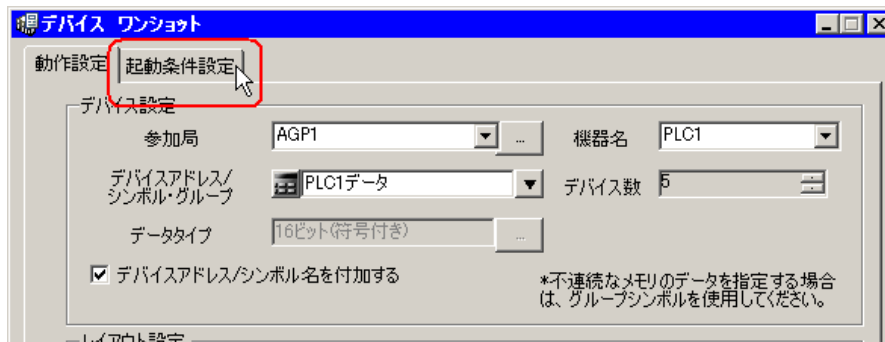 デバイス ワンショット
動作設定 起動条件設定
デバイス設定
参加局 AGP1 ... 機器名 PLC1
デバイスアドレス/
シンボル・グループ PLC1データ デバイス数 5
データタイプ 16ビット(符号付き) ...
デバイスアドレス/シンボル名を付加する
*不連続なメモリのデータを指定する場合
は、グループシンボルを使用してください。
レイアウト設定